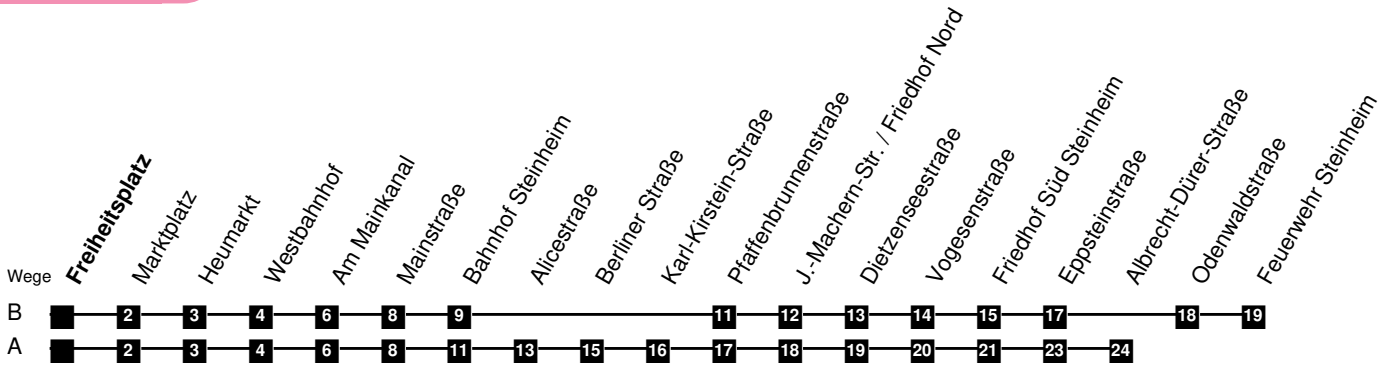 Freiheitsplatz
Marktplatz
Heumarkt
Westbahnhof
Am Mainkanal
Mainstraße
Bahnhof Steinheim
Alicestraße
Berliner Straße
Karl-Kirstein-Straße
Pfaffenbrunnenstraße
J.-Machern-Str. / Friedhof Nord
Dietzenseestraße
Vogesenstraße
Friedhof Süd Steinheim
Eppsteinstraße
Albrecht-Dürer-Straße
Odenwaldstraße
Feuerwehr Steinheim
Wege
B 2 3 4 6 8 9 11 12 13 14 15 17 18 19
A 2 3 4 6 8 11 13 15 16 17 18 19 20 21 23 24